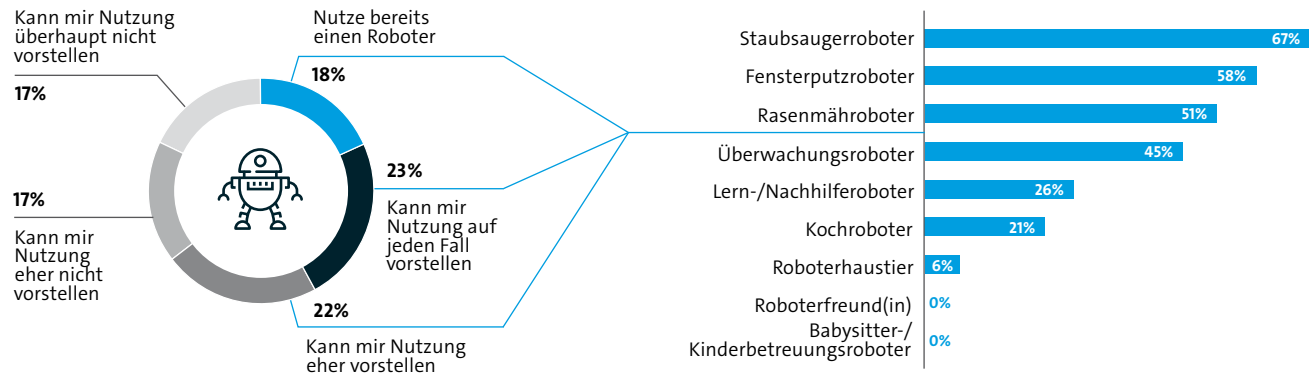 Kann mir Nutzung
überhaupt nicht
vorstellen
17%
Nutze bereits
einen Roboter
18%
23%
Kann mir
Nutzung auf
jeden Fall
vorstellen
22%
Kann mir Nutzung
eher vorstellen
17%
Kann mir
Nutzung
eher nicht
vorstellen
Staubsaugerroboter 67%
Fensterputzroboter 58%
Rasenmähroboter 51%
Überwachungsroboter 45%
Lern-/Nachhilferoboter 26%
Kochroboter 21%
Roboterhaustier 6%
Roboterfreund(in) 0%
Babysitter-/
Kinderbetreuungsroboter 0%